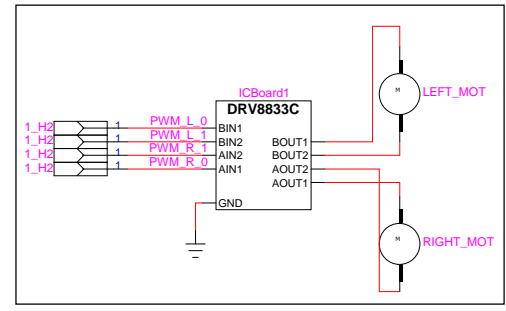 ICBoard1
DRV8833C
1_H2 1 PWM_L_0 BIN1
1_H2 1 PWM_L_1 BIN2 BOUT1
1_H2 1 PWM_R_1 AIN2 BOUT2
1_H2 1 PWM_R_0 AIN1 AOUT2
AOUT1
GND
M LEFT_MOT
M RIGHT_MOT